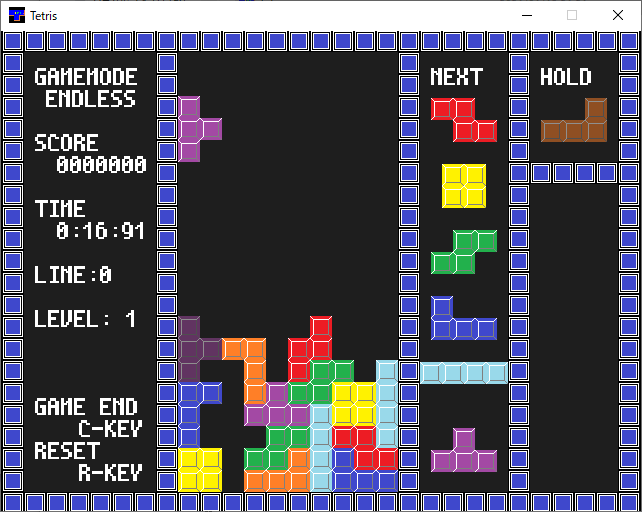 Tetris
GAMEMODE
ENDLESS
SCORE
0000000
TIME
0:16:91
LINE:0
LEVEL: 1
GAME END
C-KEY
RESET
R-KEY
NEXT
HOLD